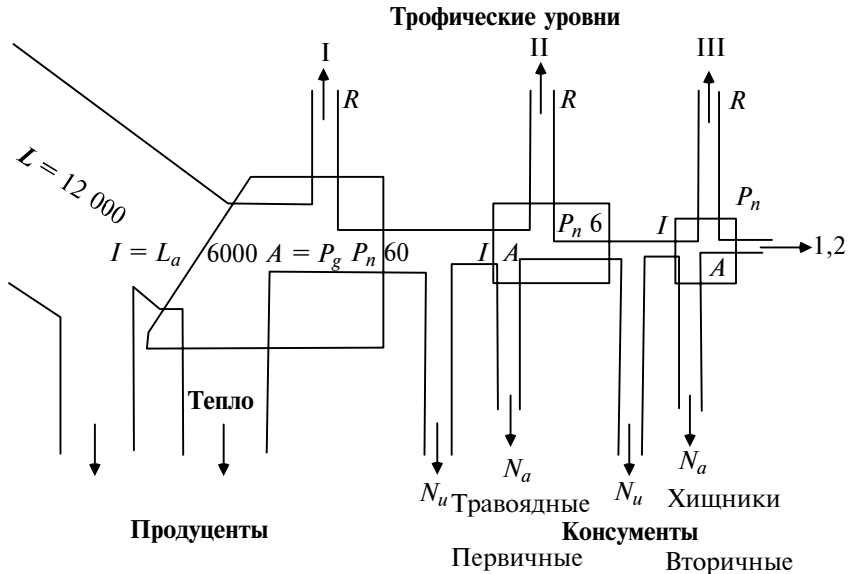 Трофические уровни
I II III
R R R
L = 12 000
P_n
I = L_a 6000 A = P_g P_n 60
I A P_n 6
I A
1,2
Тепло
N_u N_a N_u N_a
Травоядные Хищники
Продуценты Консументы
Первичные Вторичные